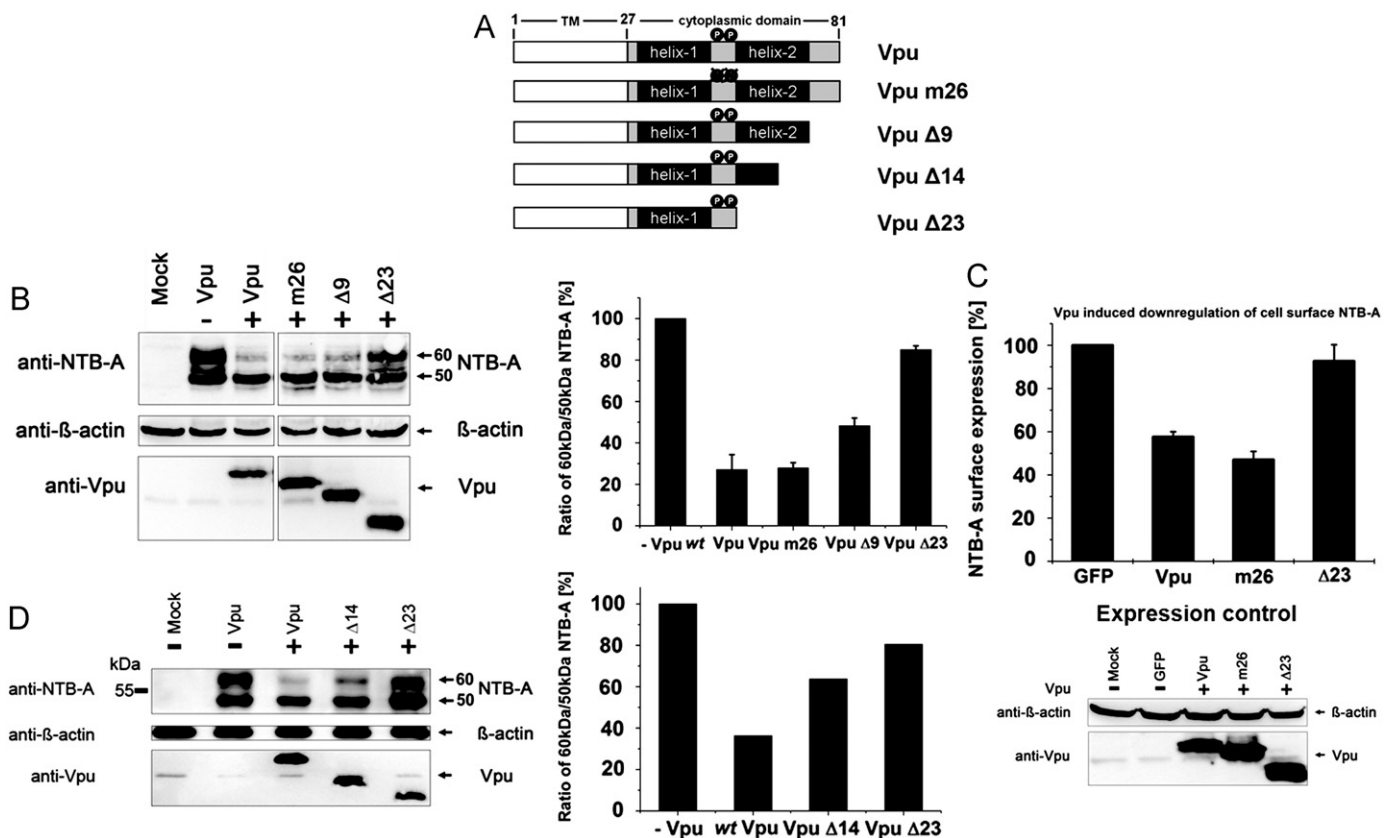 A
1 TM 27 cytoplasmic domain 81
P P
helix-1 helix-2 Vpu
helix-1 helix-2 Vpu m26
P P
helix-1 helix-2 Vpu Δ9
P P
helix-1 Vpu Δ14
P P
helix-1 Vpu Δ23
B
Mock Vpu Vpu m26 Δ9 Δ23
- + + + +
anti-NTB-A 60 NTB-A
50
anti-ß-actin ß-actin
anti-Vpu Vpu
Ratio of 60kDa/50kDa NTB-A [%]
100
80
60
40
20
0
- Vpu wt Vpu Vpu m26 Vpu Δ9 Vpu Δ23
C
Vpu induced downregulation of cell surface NTB-A
NTB-A surface expression [%]
100
80
60
40
20
0
GFP Vpu m26 Δ23
Expression control
Mock GFP Vpu m26 Δ23
Vpu - - + + +
anti-ß-actin ß-actin
anti-Vpu Vpu
D
Mock Vpu Vpu Δ14 Δ23
- - + + +
kDa
55
anti-NTB-A 60 NTB-A
50
anti-ß-actin ß-actin
anti-Vpu Vpu
Ratio of 60kDa/50kDa NTB-A [%]
100
80
60
40
20
0
- Vpu wt Vpu Vpu Δ14 Vpu Δ23